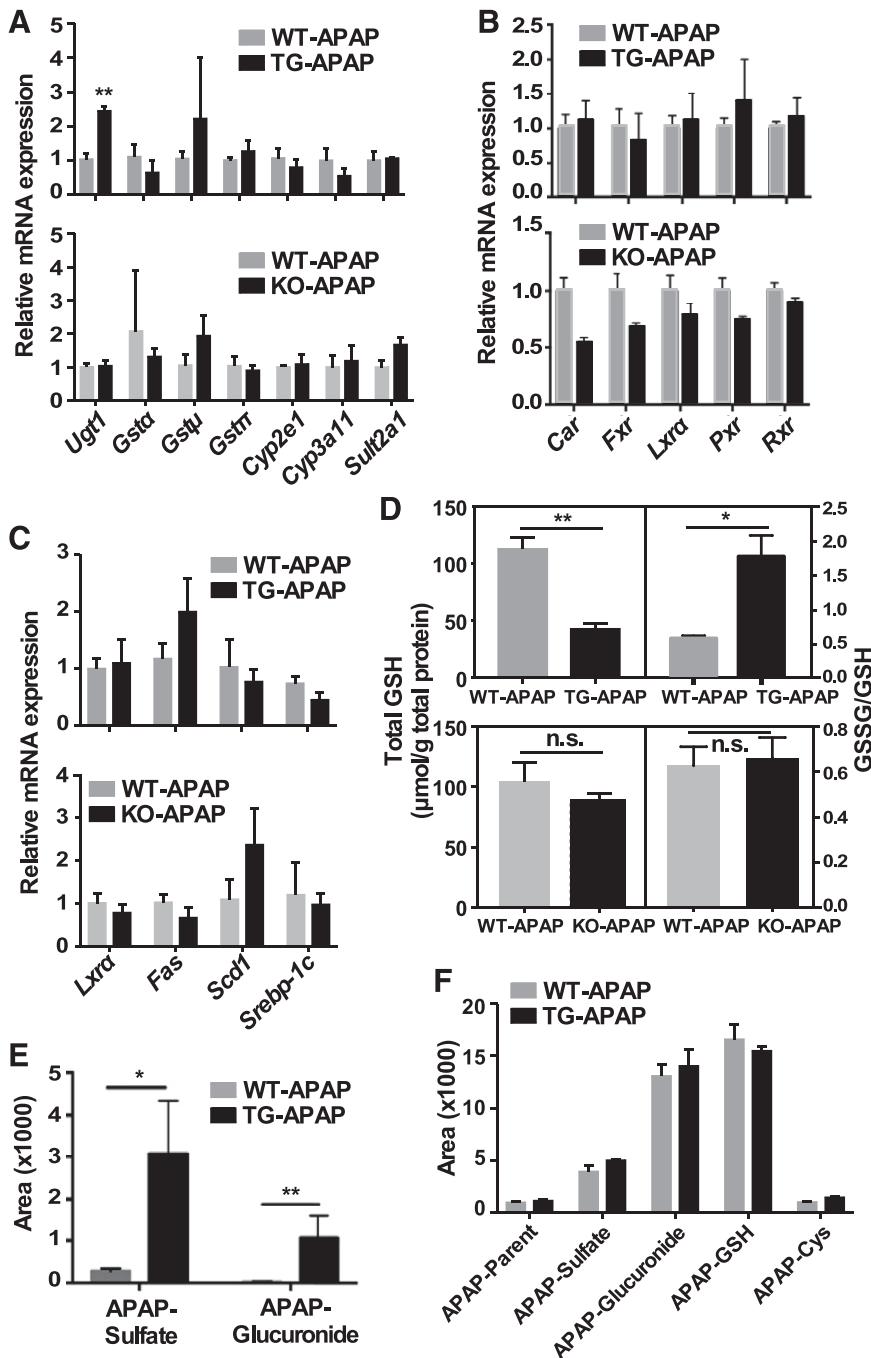 A
Relative mRNA expression
5
4
3
2
1
0
WT-APAP
TG-APAP
**
5
4
3
2
1
0
WT-APAP
KO-APAP
Ugt1
Gstα
Gstμ
Gstπ
Cyp2e1
Cyp3a11
Sult2a1
B
Relative mRNA expression
2.5
2.0
1.5
1.0
0.5
0.0
WT-APAP
TG-APAP
1.5
1.0
0.5
0.0
WT-APAP
KO-APAP
Car
Fxr
Lxrα
Pxr
Rxr
C
Relative mRNA expression
3
2
1
0
WT-APAP
TG-APAP
4
3
2
1
0
WT-APAP
KO-APAP
Lxrα
Fas
Scd1
Srebp-1c
D
Total GSH
(μmol/g total protein)
150
100
50
0
**
*
2.5
2.0
1.5
1.0
0.5
0.0
WT-APAP TG-APAP
WT-APAP TG-APAP
GSSG/GSH
150
100
50
0
n.s.
n.s.
0.8
0.6
0.4
0.2
0.0
WT-APAP KO-APAP
WT-APAP KO-APAP
E
Area (x1000)
5
4
3
2
1
0
WT-APAP
TG-APAP
*
**
APAP-
Sulfate
APAP-
Glucuronide
F
Area (x1000)
20
15
10
5
0
WT-APAP
TG-APAP
APAP-Parent
APAP-Sulfate
APAP-Glucuronide
APAP-GSH
APAP-Cys